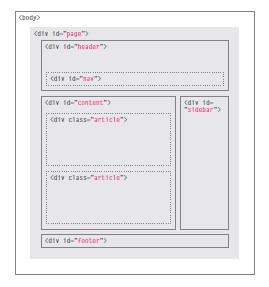 <body>
<div id="page">
<div id="header">
<div id="nav">
<div id="content">
<div id=
"sidebar">
<div class="article">
<div class="article">
<div id="footer">